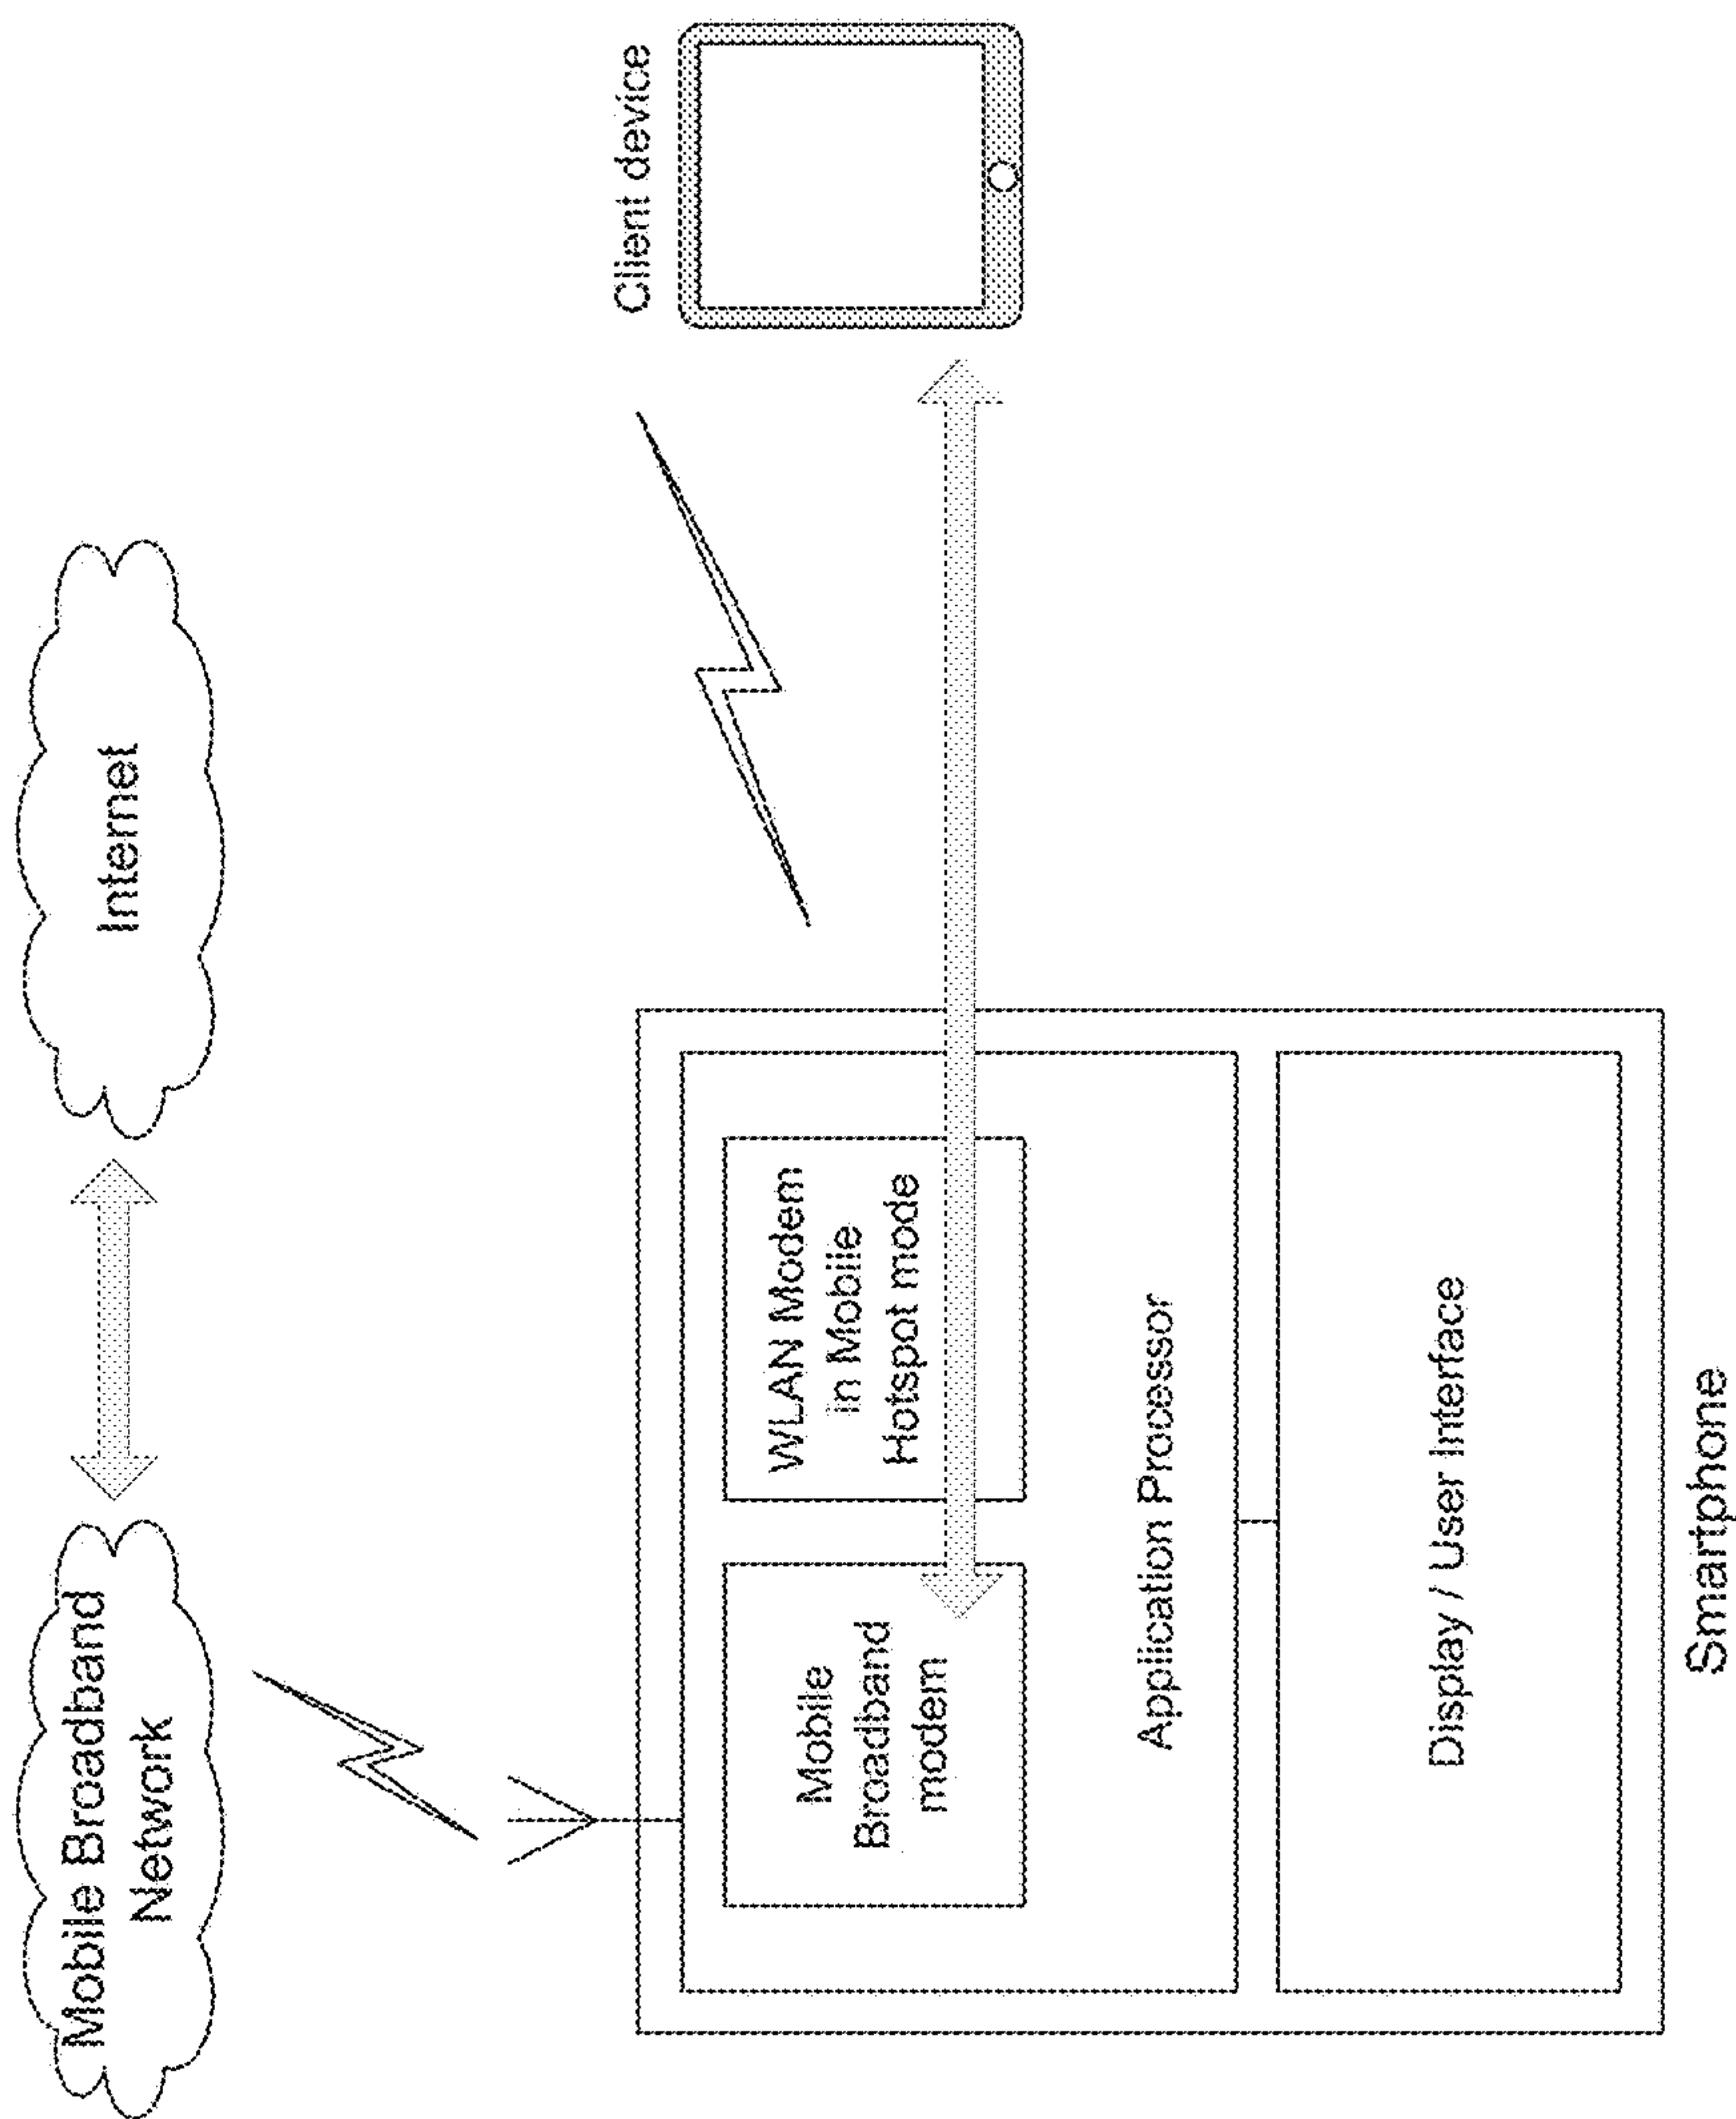 Mobile Broadband
Network
Internet
Client device
Mobile
Broadband
modem
WLAN Modem
in Mobile
Hotspot mode
Application Processor
Display / User Interface
Smartphone